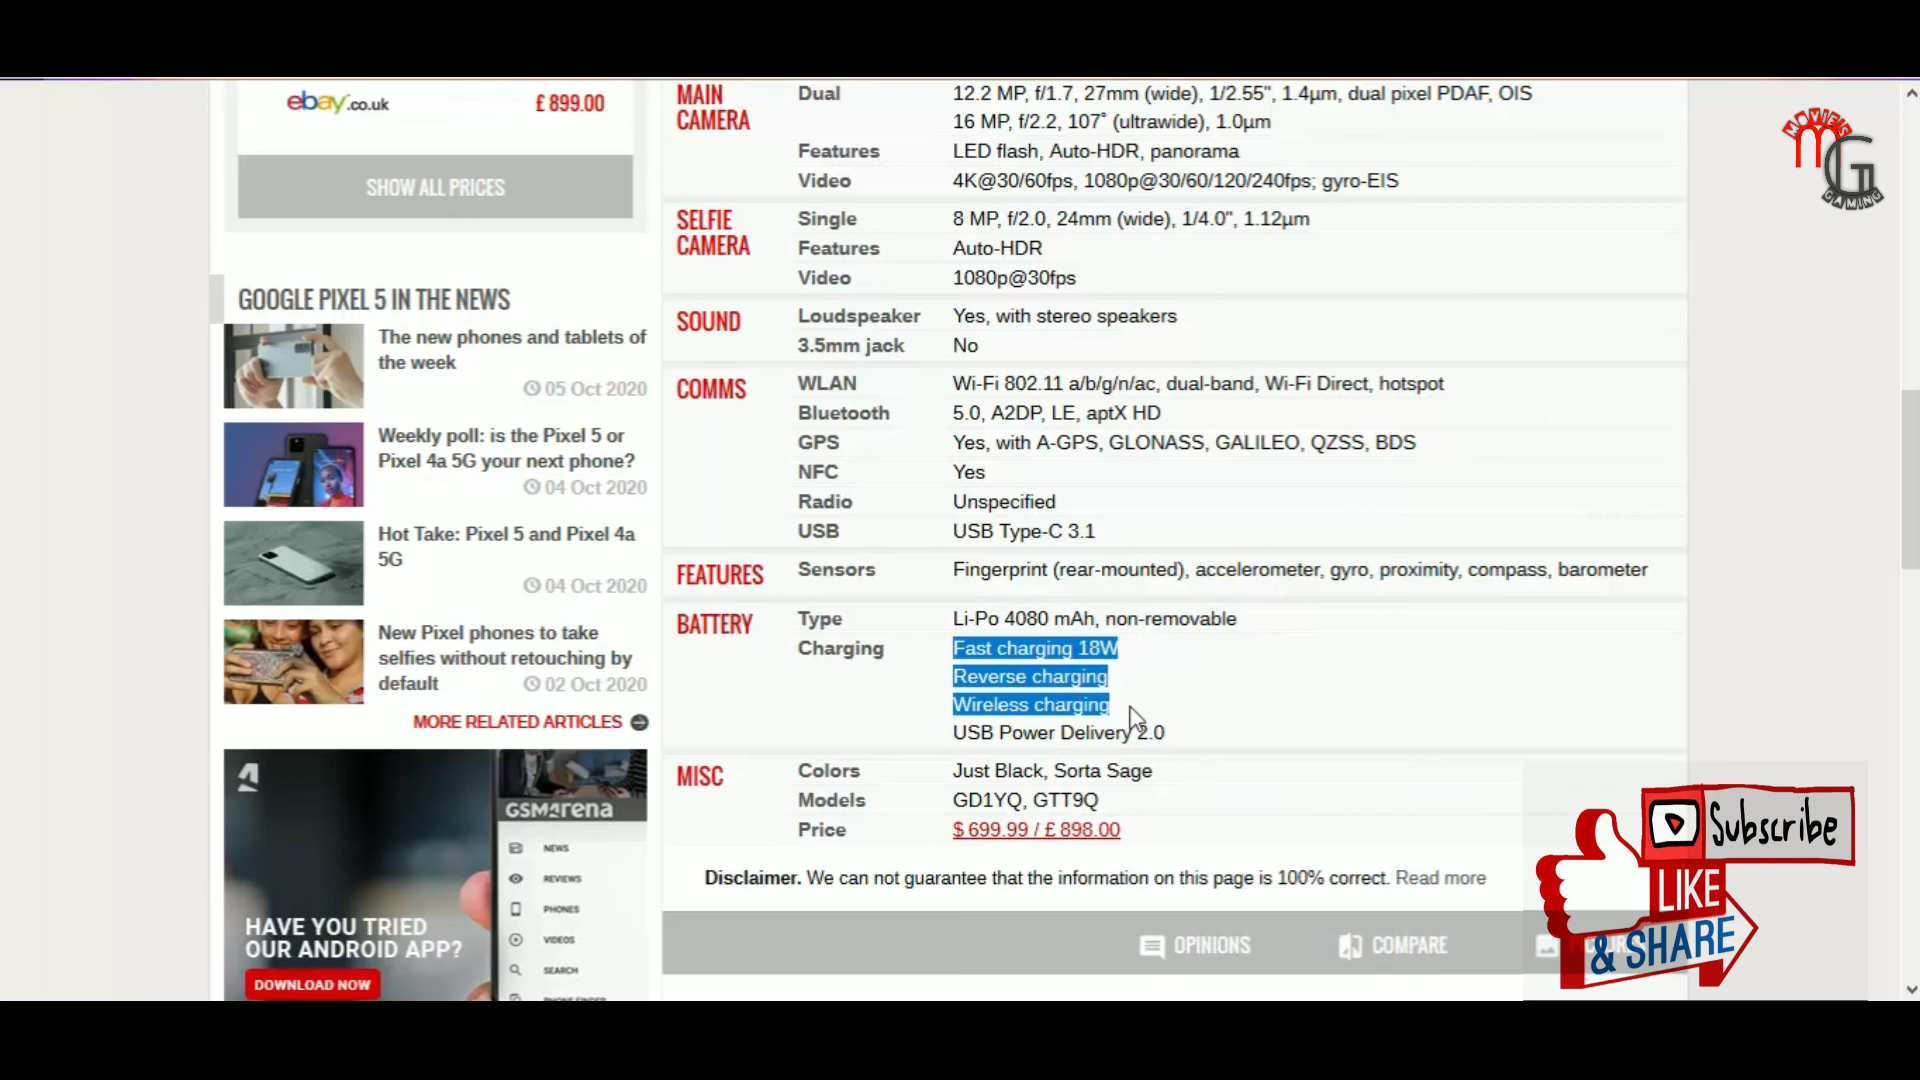 ebay.co.uk £ 899.00
SHOW ALL PRICES
GOOGLE PIXEL 5 IN THE NEWS
The new phones and tablets of
the week
05 Oct 2020
Weekly poll: is the Pixel 5 or
Pixel 4a 5G your next phone?
04 Oct 2020
Hot Take: Pixel 5 and Pixel 4a
5G
04 Oct 2020
New Pixel phones to take
selfies without retouching by
default 02 Oct 2020
MORE RELATED ARTICLES
GSMArena
NEWS
REVIEWS
PHONES
VIDEOS
SEARCH
PHONE FINDER
HAVE YOU TRIED
OUR ANDROID APP?
DOWNLOAD NOW
MAIN
CAMERA
Dual 12.2 MP, f/1.7, 27mm (wide), 1/2.55", 1.4µm, dual pixel PDAF, OIS
16 MP, f/2.2, 107˚ (ultrawide), 1.0µm
Features LED flash, Auto-HDR, panorama
Video 4K@30/60fps, 1080p@30/60/120/240fps; gyro-EIS
SELFIE
CAMERA
Single 8 MP, f/2.0, 24mm (wide), 1/4.0", 1.12µm
Features Auto-HDR
Video 1080p@30fps
SOUND Loudspeaker Yes, with stereo speakers
3.5mm jack No
COMMS WLAN Wi-Fi 802.11 a/b/g/n/ac, dual-band, Wi-Fi Direct, hotspot
Bluetooth 5.0, A2DP, LE, aptX HD
GPS Yes, with A-GPS, GLONASS, GALILEO, QZSS, BDS
NFC Yes
Radio Unspecified
USB USB Type-C 3.1
FEATURES Sensors Fingerprint (rear-mounted), accelerometer, gyro, proximity, compass, barometer
BATTERY Type Li-Po 4080 mAh, non-removable
Charging Fast charging 18W
Reverse charging
Wireless charging
USB Power Delivery 2.0
MISC Colors Just Black, Sorta Sage
Models GD1YQ, GTT9Q
Price $ 699.99 / £ 898.00
Disclaimer. We can not guarantee that the information on this page is 100% correct. Read more
OPINIONS COMPARE
MOVIES
MG
GAMING
Subscribe
LIKE
& SHARE